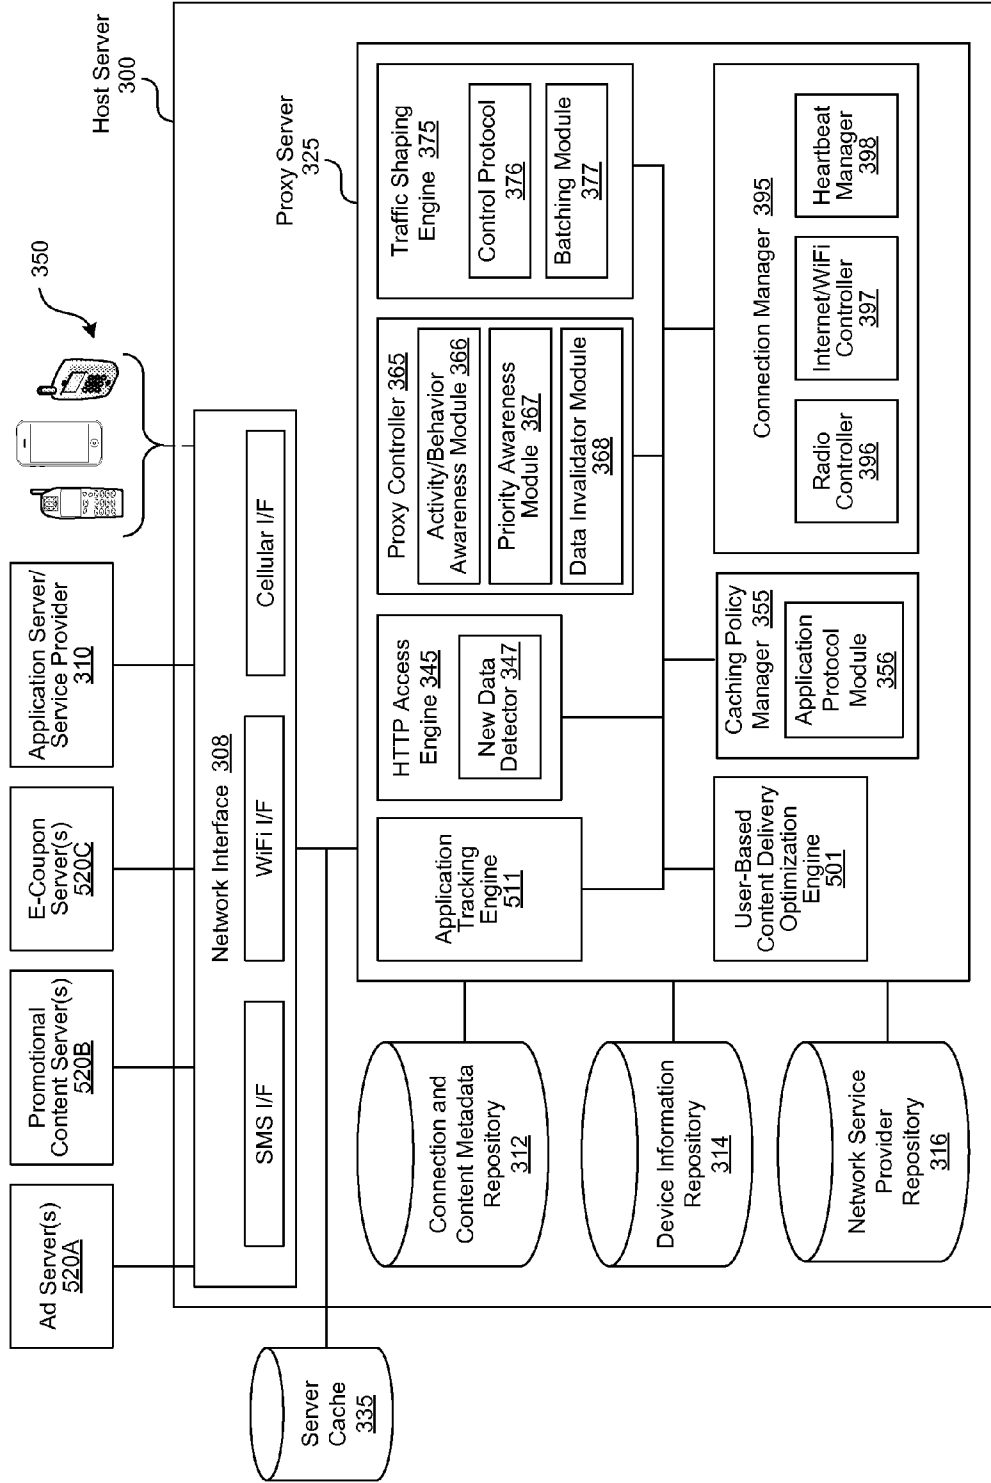 Ad Server(s)
520A
Promotional
Content Server(s)
520B
E-Coupon
Server(s)
520C
Application Server/
Service Provider
310
350
Host Server
300
Network Interface 308
SMS I/F
WiFi I/F
Cellular I/F
Server
Cache
335
Proxy Server
325
Connection and
Content Metadata
Repository
312
Device Information
Repository
314
Network Service
Provider
Repository
316
Application
Tracking
Engine
511
HTTP Access
Engine 345
New Data
Detector 347
Proxy Controller 365
Activity/Behavior
Awareness Module 366
Priority Awareness
Module 367
Data Invalidator Module
368
Traffic Shaping
Engine 375
Control Protocol
376
Batching Module
377
User-Based
Content Delivery
Optimization
Engine
501
Caching Policy
Manager 355
Application
Protocol
Module
356
Connection Manager 395
Radio
Controller
396
Internet/WiFi
Controller
397
Heartbeat
Manager
398